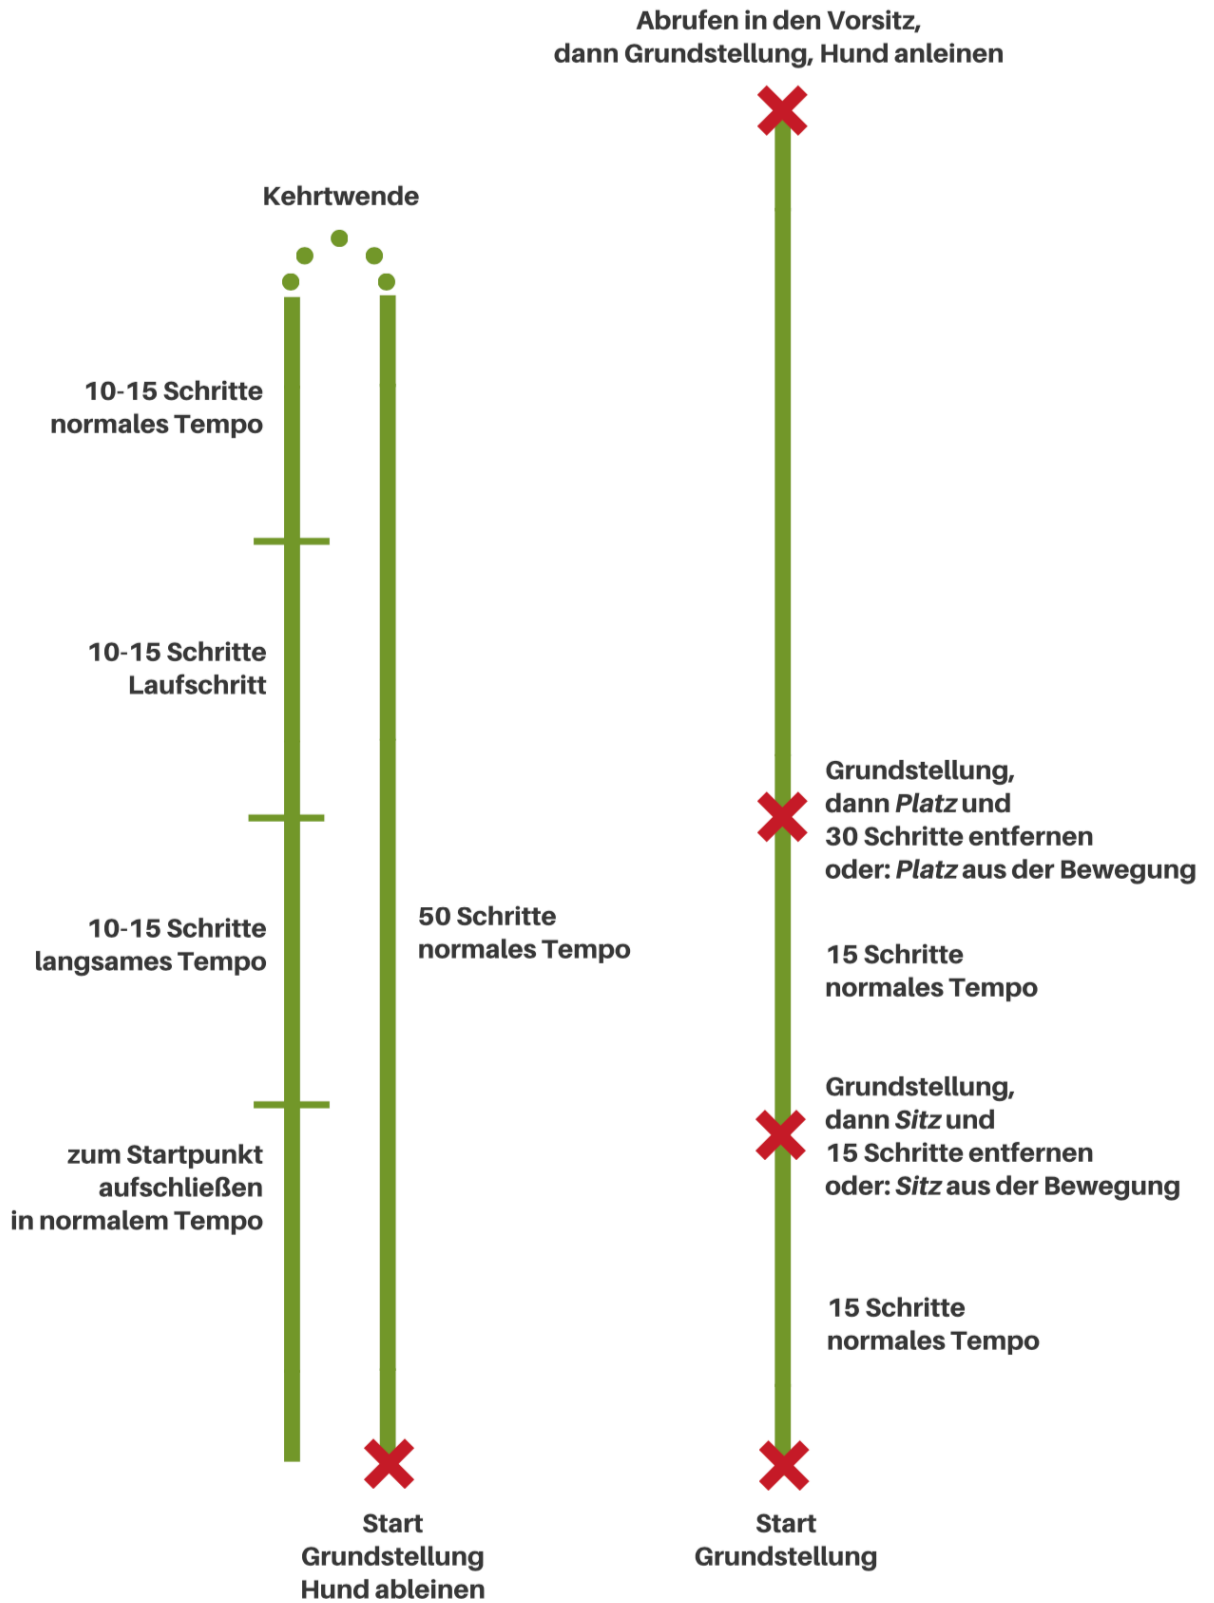 Abrufen in den Vorsitz,
dann Grundstellung, Hund anleinen
Kehrtwende
10-15 Schritte
normales Tempo
10-15 Schritte
Laufschritt
10-15 Schritte
langsames Tempo
zum Startpunkt
aufschließen
in normalem Tempo
50 Schritte
normales Tempo
Start
Grundstellung
Hund ableinen
Grundstellung,
dann Platz und
30 Schritte entfernen
oder: Platz aus der Bewegung
15 Schritte
normales Tempo
Grundstellung,
dann Sitz und
15 Schritte entfernen
oder: Sitz aus der Bewegung
15 Schritte
normales Tempo
Start
Grundstellung